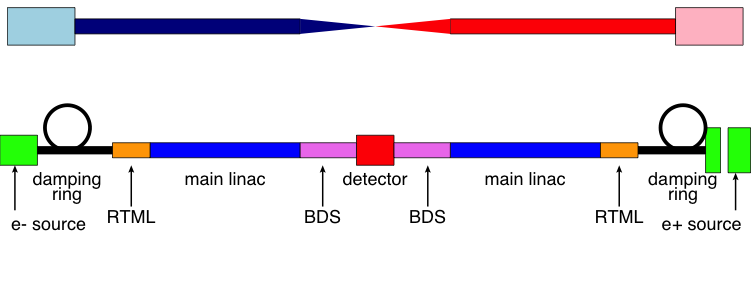 damping
ring
main linac
detector
main linac
damping
ring
RTML
BDS
BDS
RTML
e- source
e+ source